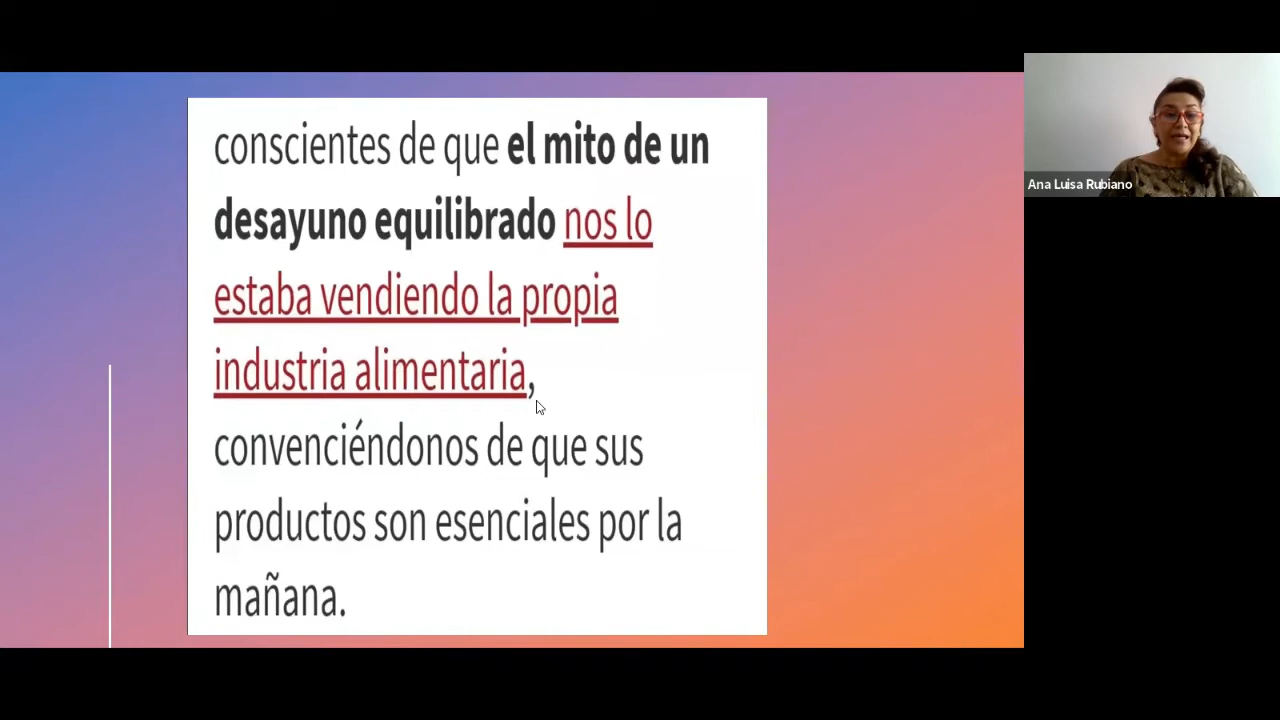 conscientes de que el mito de un
desayuno equilibrado nos lo
estaba vendiendo la propia
industria alimentaria,
convenciéndonos de que sus
productos son esenciales por la
mañana.
Ana Luisa Rubiano